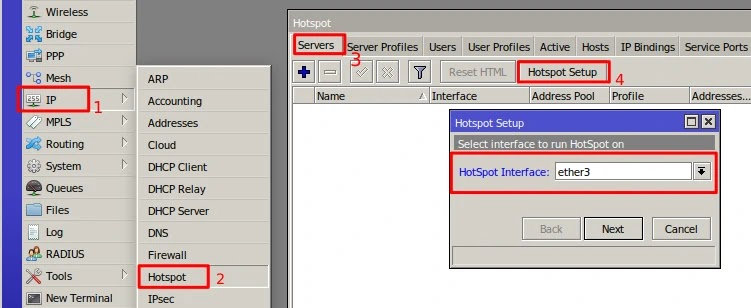 Wireless
Bridge
PPP
Mesh
IP 1
MPLS
Routing
System
Queues
Files
Log
RADIUS
Tools
New Terminal
ARP
Accounting
Addresses
Cloud
DHCP Client
DHCP Relay
DHCP Server
DNS
Firewall
Hotspot 2
IPsec
Hotspot
Servers Server Profiles Users User Profiles Active Hosts IP Bindings Service Ports
3
Reset HTML Hotspot Setup 4
Name Interface Address Pool Profile Addresses...
Hotspot Setup
Select interface to run HotSpot on
HotSpot Interface: ether3
Back Next Cancel